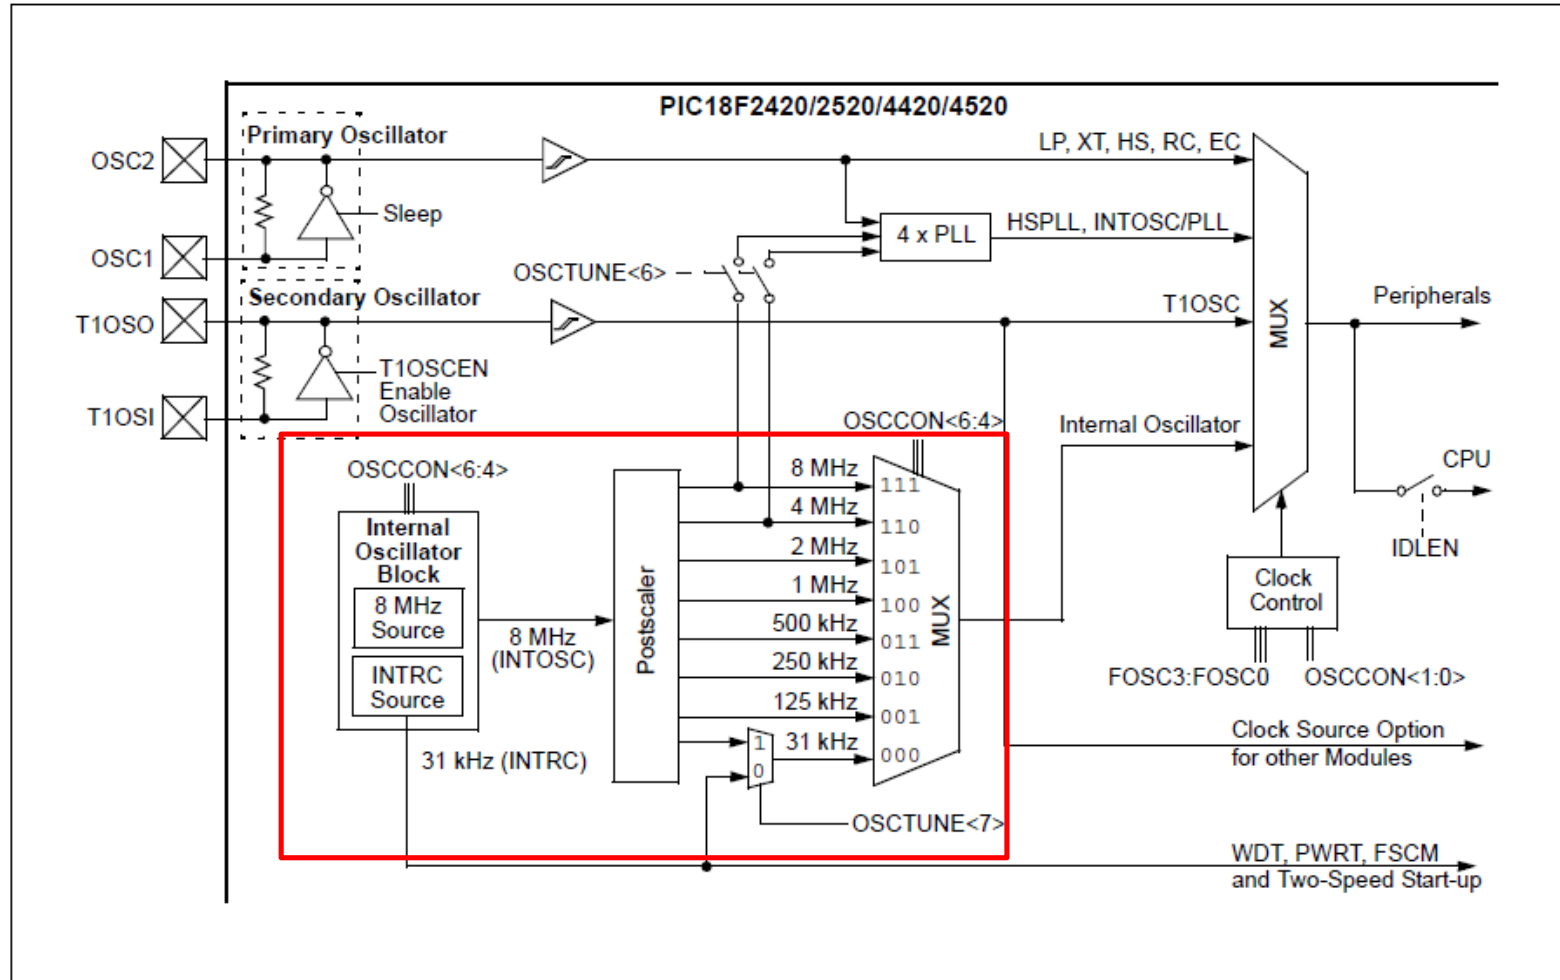 PIC18F2420/2520/4420/4520
Primary Oscillator
OSC2
Sleep
OSC1
LP, XT, HS, RC, EC
4 x PLL
HSPLL, INTOSC/PLL
OSCTUNE<6>
Secondary Oscillator
T1OSO
T1OSCEN
Enable
Oscillator
T1OSI
T1OSC
MUX
Peripherals
Internal Oscillator
CPU
IDLEN
Clock
Control
FOSC3:FOSC0
OSCCON<1:0>
OSCCON<6:4>
OSCCON<6:4>
Internal
Oscillator
Block
8 MHz
Source
INTRC
Source
8 MHz
(INTOSC)
31 kHz (INTRC)
Postscaler
8 MHz
4 MHz
2 MHz
1 MHz
500 kHz
250 kHz
125 kHz
31 kHz
1
0
111
110
101
100
011
010
001
000
MUX
OSCTUNE<7>
Clock Source Option
for other Modules
WDT, PWRT, FSCM
and Two-Speed Start-up